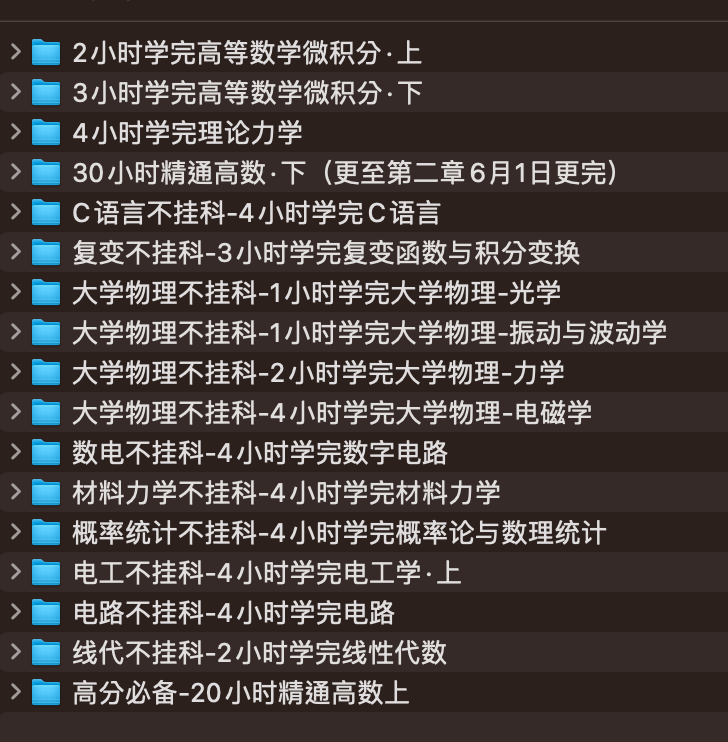 2小时学完高等数学微积分·上
3小时学完高等数学微积分·下
4小时学完理论力学
30小时精通高数·下（更至第二章6月1日更完）
C语言不挂科-4小时学完C语言
复变不挂科-3小时学完复变函数与积分变换
大学物理不挂科-1小时学完大学物理-光学
大学物理不挂科-1小时学完大学物理-振动与波动学
大学物理不挂科-2小时学完大学物理-力学
大学物理不挂科-4小时学完大学物理-电磁学
数电不挂科-4小时学完数字电路
材料力学不挂科-4小时学完材料力学
概率统计不挂科-4小时学完概率论与数理统计
电工不挂科-4小时学完电工学·上
电路不挂科-4小时学完电路
线代不挂科-2小时学完线性代数
高分必备-20小时精通高数上